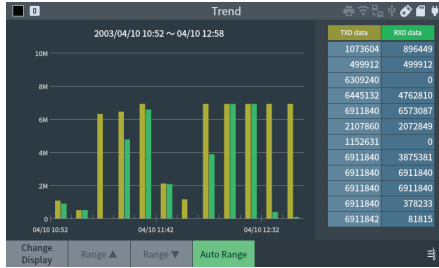 0
Trend
2003/04/10 10:52 ~ 04/10 12:58
10M
8M
6M
4M
2M
0
04/10 10:52
04/10 11:42
04/10 12:32
TXD data RXD data
1073604 896449
499912 499912
6309240 0
6445132 4762810
6911840 6573087
2107860 2072849
1152631 0
6911840 3875381
6911840 6911840
6911840 6911840
6911840 378233
6911842 81815
Change
Display
Range ▲
Range ▼
Auto Range